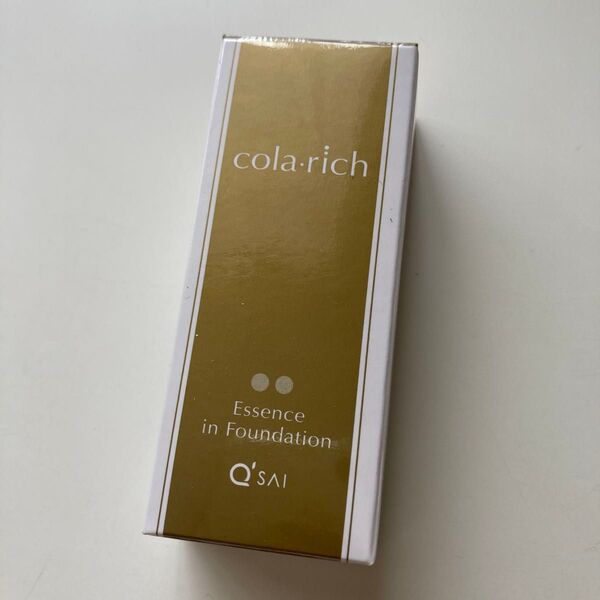 cola·rich
Essence
in Foundation
Q'SAI